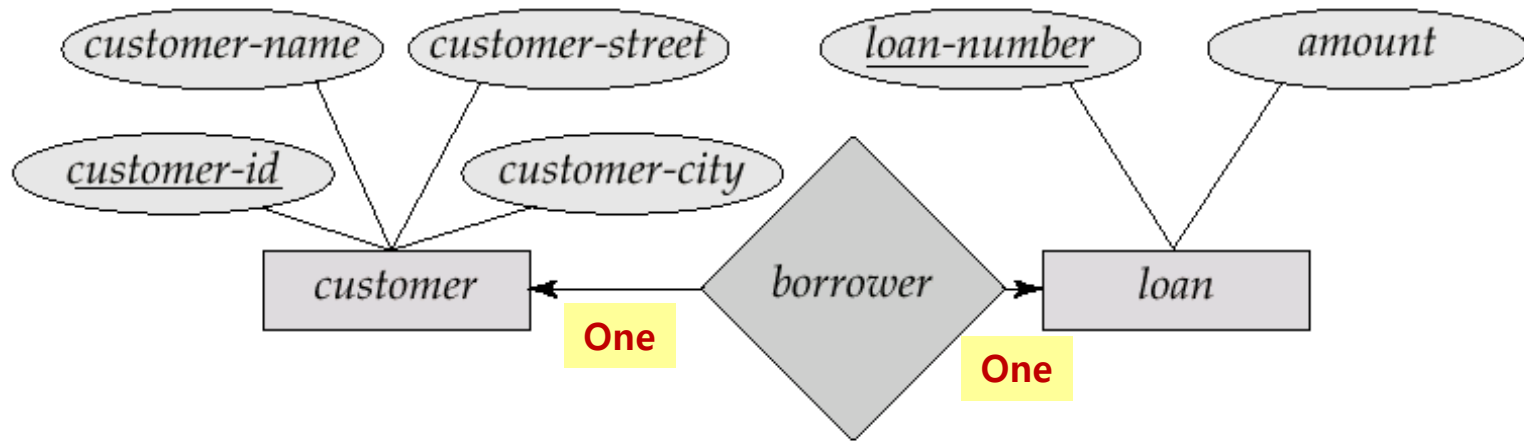 customer-name
customer-street
loan-number
amount
customer-id
customer-city
customer
borrower
loan
One
One